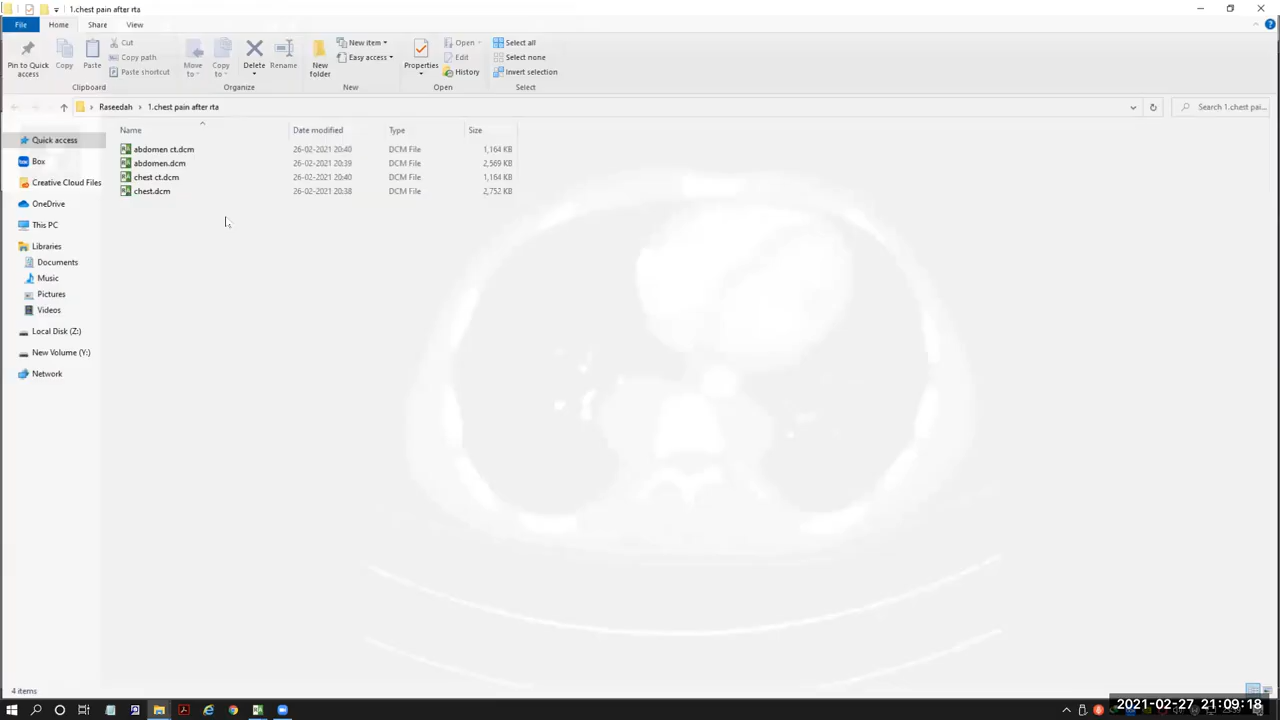 1.chest pain after rta
File Home Share View
Pin to Quick access
Copy
Paste
Cut
Copy path
Paste shortcut
Clipboard
Move to
Copy to
Delete
Rename
Organize
New folder
New item
Easy access
New
Properties
Open
Edit
History
Open
Select all
Select none
Invert selection
Select
Raseedah › 1.chest pain after rta
Search 1.chest pai...
Name Date modified Type Size
abdomen ct.dcm 26-02-2021 20:40 DCM File 1,164 KB
abdomen.dcm 26-02-2021 20:39 DCM File 2,569 KB
chest ct.dcm 26-02-2021 20:40 DCM File 1,164 KB
chest.dcm 26-02-2021 20:38 DCM File 2,752 KB
Quick access
Box
Creative Cloud Files
OneDrive
This PC
Libraries
Documents
Music
Pictures
Videos
Local Disk (Z:)
New Volume (Y:)
Network
4 items
2021-02-27 21:09:18